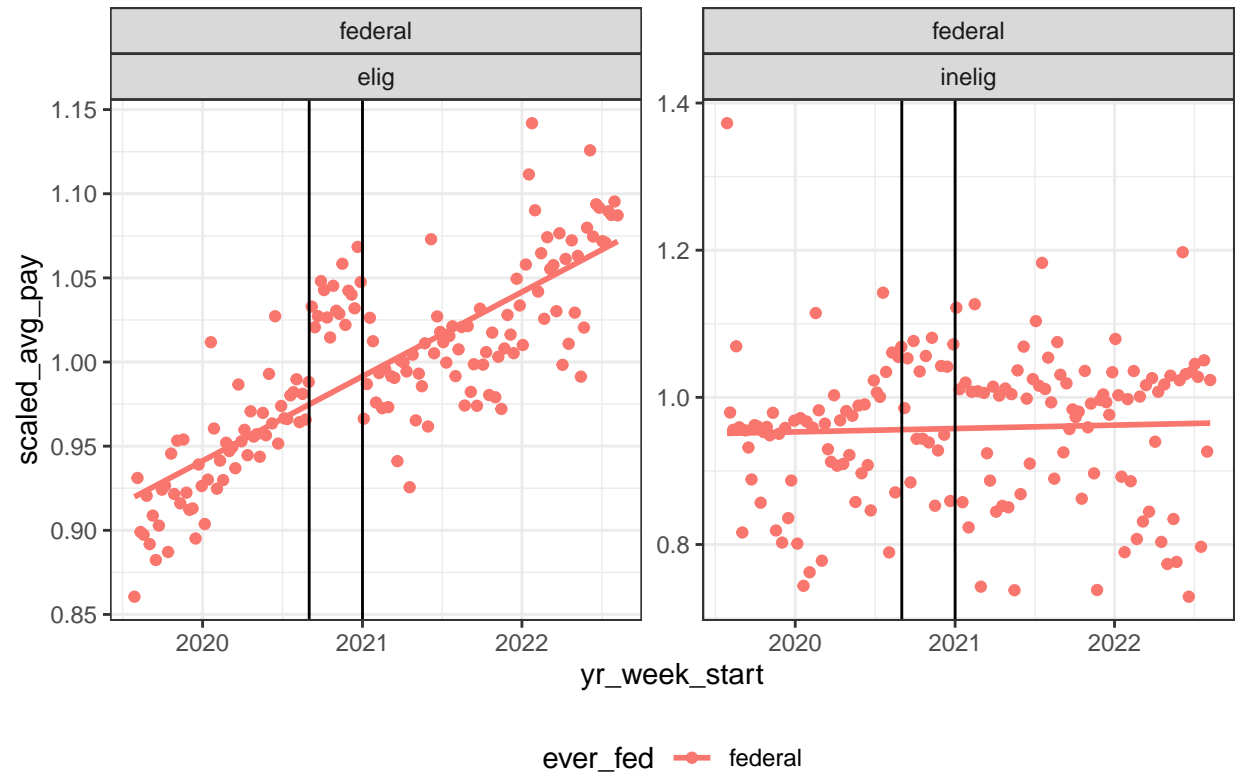 federal
federal
elig
inelig
1.15
1.10
1.05
1.00
0.95
0.90
0.85
1.4
1.2
1.0
0.8
scaled_avg_pay
2020
2021
2022
2020
2021
2022
yr_week_start
ever_fed
federal